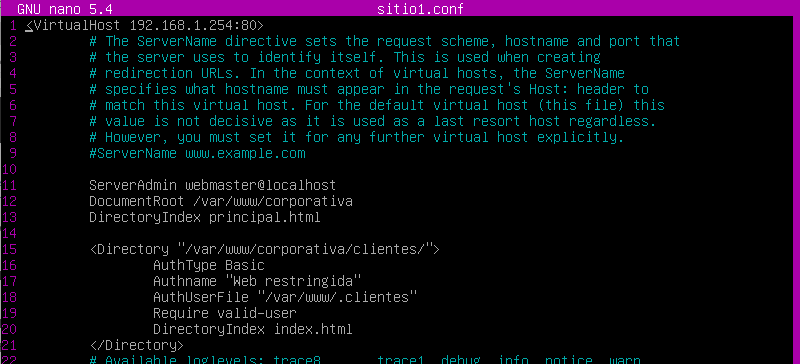 GNU nano 5.4 sitio1.conf
1 <VirtualHost 192.168.1.254:80>
2 # The ServerName directive sets the request scheme, hostname and port that
3 # the server uses to identify itself. This is used when creating
4 # redirection URLs. In the context of virtual hosts, the ServerName
5 # specifies what hostname must appear in the request's Host: header to
6 # match this virtual host. For the default virtual host (this file) this
7 # value is not decisive as it is used as a last resort host regardless.
8 # However, you must set it for any further virtual host explicitly.
9 #ServerName www.example.com
10
11 ServerAdmin webmaster@localhost
12 DocumentRoot /var/www/corporativa
13 DirectoryIndex principal.html
14
15 <Directory "/var/www/corporativa/clientes/">
16 AuthType Basic
17 Authname "Web restringida"
18 AuthUserFile "/var/www/.clientes"
19 Require valid-user
20 DirectoryIndex index.html
21 </Directory>
22 # Available loglevels: trace8, ..., trace1, debug, info, notice, warn,